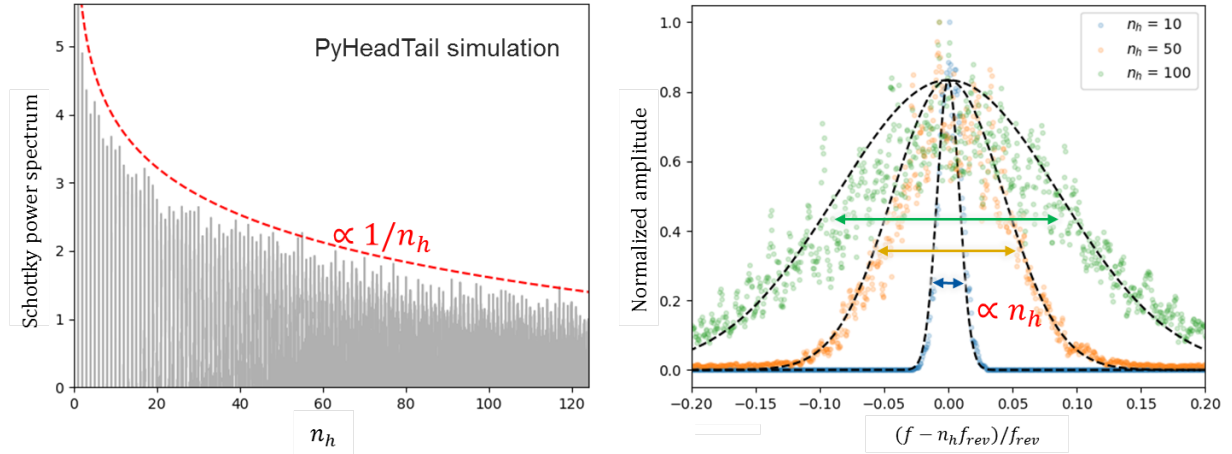 PyHeadTail simulation
Schottky power spectrum
5
4
3
2
1
0
∝ 1/n_h
0 20 40 60 80 100 120
n_h
Normalized amplitude
1.0
0.8
0.6
0.4
0.2
0.0
n_h = 10
n_h = 50
n_h = 100
∝ n_h
−0.20 −0.15 −0.10 −0.05 0.00 0.05 0.10 0.15 0.20
(f − n_h f_rev)/f_rev